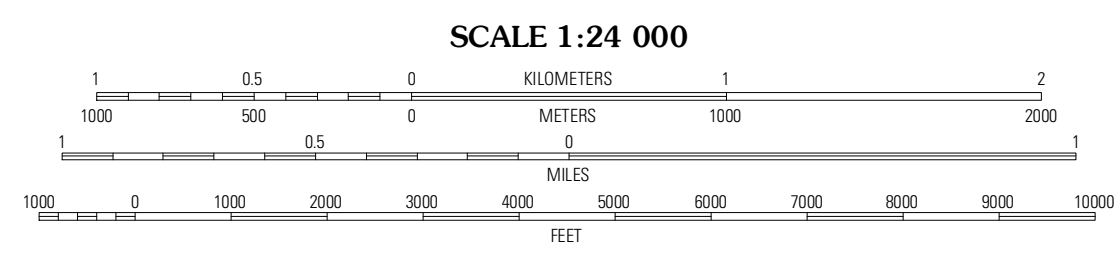 SCALE 1:24 000
1 0.5 0 KILOMETERS 1 2
1000 500 0 METERS 1000 2000
1 0.5 0 1
MILES
1000 0 1000 2000 3000 4000 5000 6000 7000 8000 9000 10000
FEET